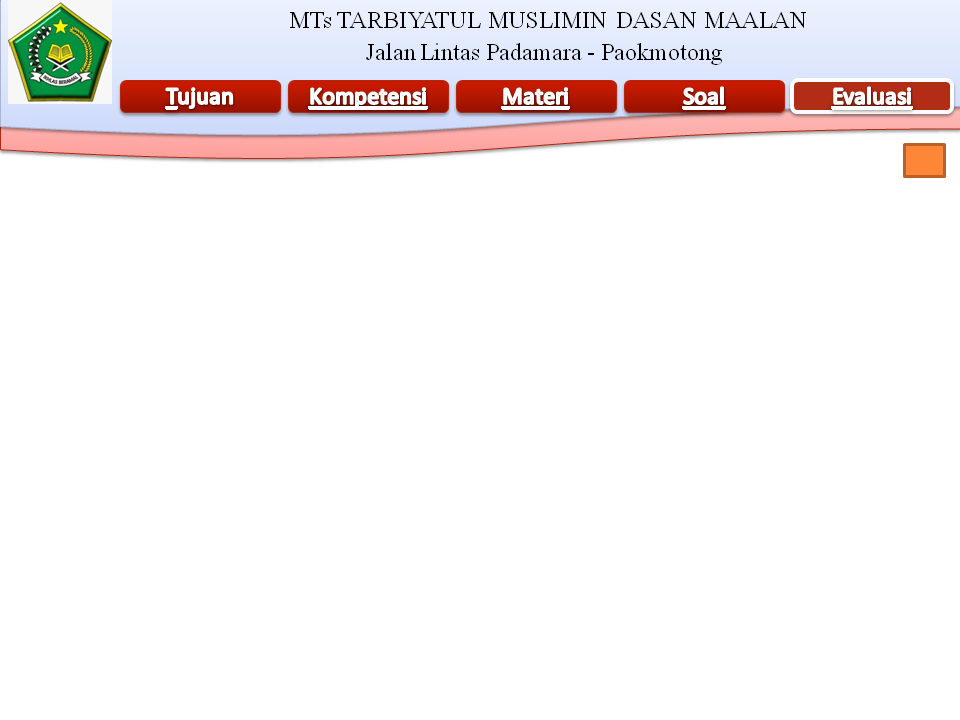 MTs TARBIYATUL MUSLIMIN DASAN MAALAN
Jalan Lintas Padamara - Paokmotong
Tujuan Kompetensi Materi Soal Evaluasi
IKHLAS BERAMAL